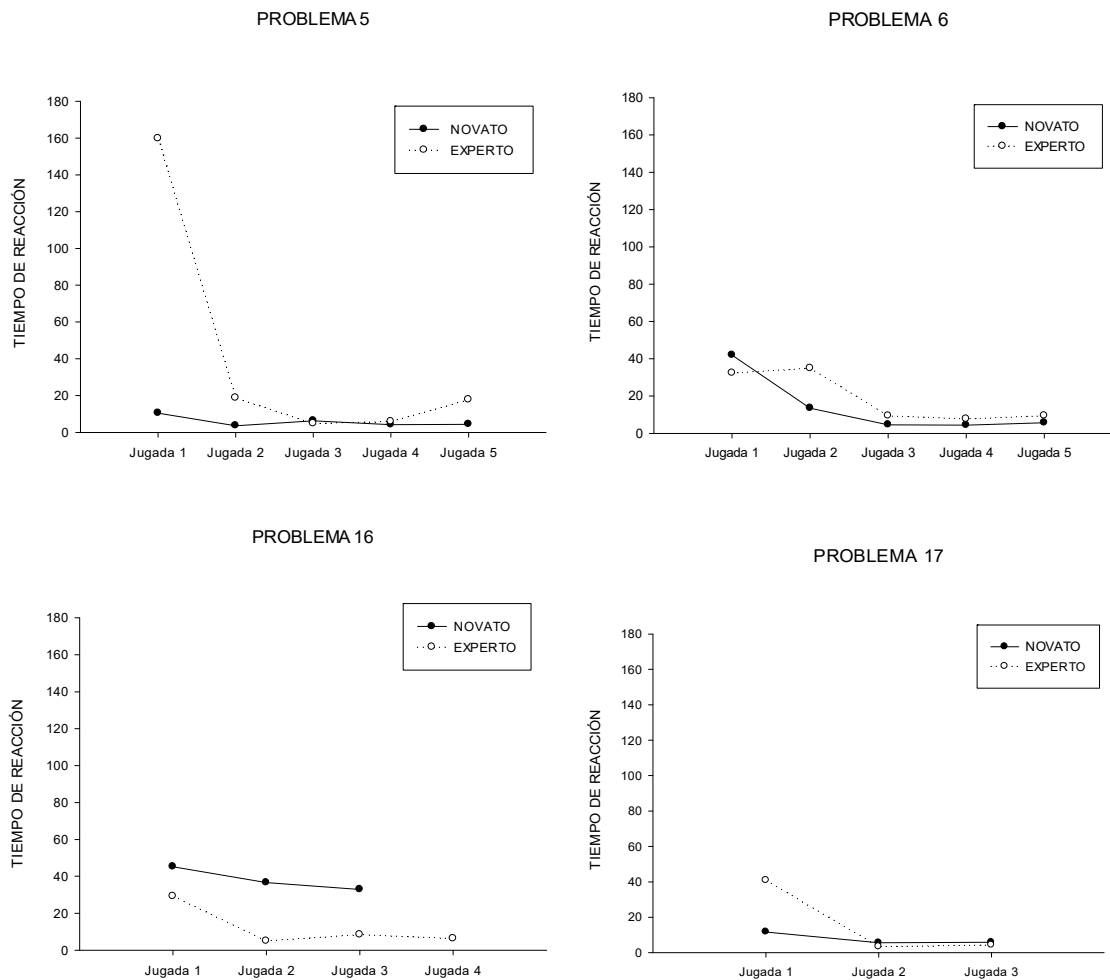 PROBLEMA 5
TIEMPO DE REACCIÓN
180
160
140
120
100
80
60
40
20
0
NOVATO
EXPERTO
Jugada 1 Jugada 2 Jugada 3 Jugada 4 Jugada 5
PROBLEMA 6
TIEMPO DE REACCIÓN
180
160
140
120
100
80
60
40
20
0
NOVATO
EXPERTO
Jugada 1 Jugada 2 Jugada 3 Jugada 4 Jugada 5
PROBLEMA 16
TIEMPO DE REACCIÓN
180
160
140
120
100
80
60
40
20
0
NOVATO
EXPERTO
Jugada 1 Jugada 2 Jugada 3 Jugada 4
PROBLEMA 17
TIEMPO DE REACCIÓN
180
160
140
120
100
80
60
40
20
0
NOVATO
EXPERTO
Jugada 1 Jugada 2 Jugada 3